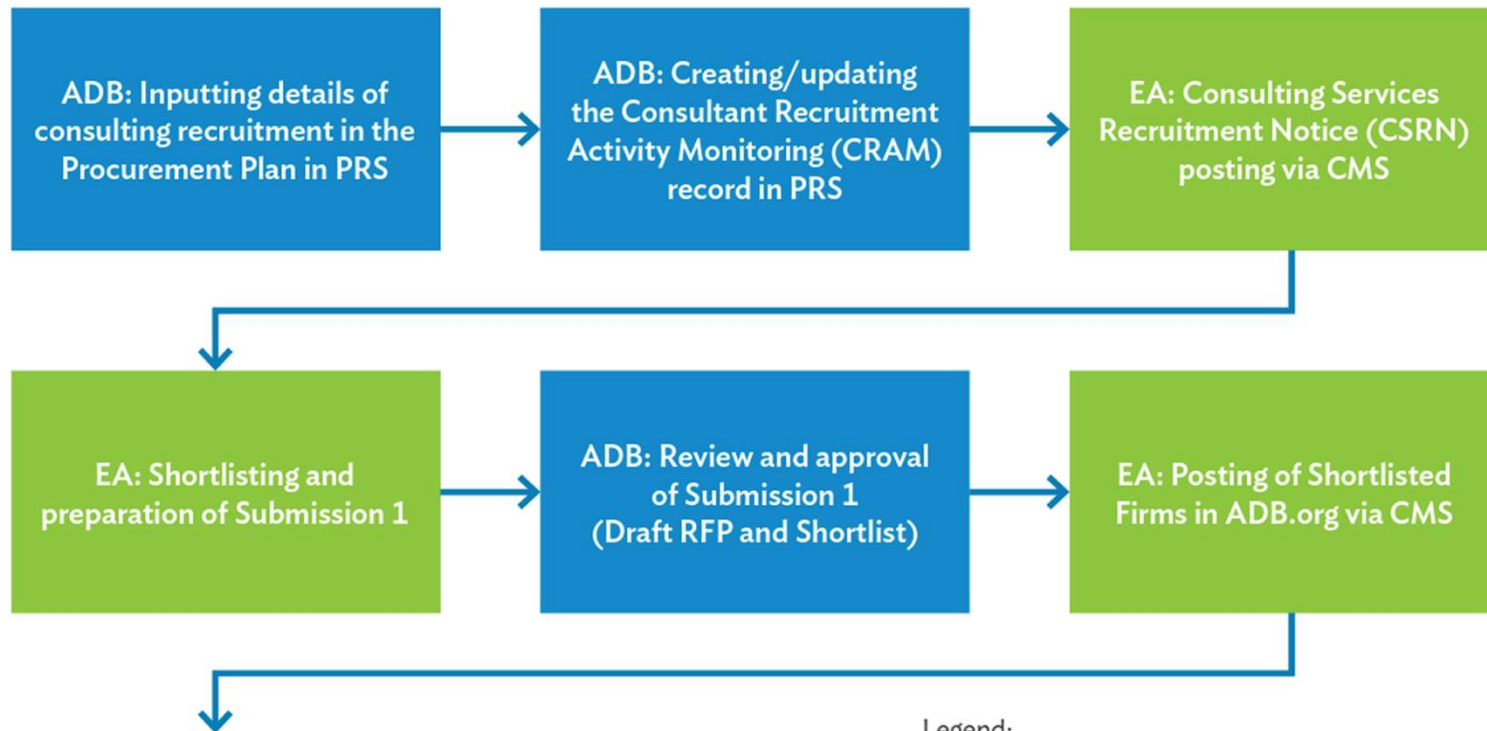 ADB: Inputting details of
consulting recruitment in the
Procurement Plan in PRS
ADB: Creating/updating
the Consultant Recruitment
Activity Monitoring (CRAM)
record in PRS
EA: Consulting Services
Recruitment Notice (CSRN)
posting via CMS
EA: Shortlisting and
preparation of Submission 1
ADB: Review and approval
of Submission 1
(Draft RFP and Shortlist)
EA: Posting of Shortlisted
Firms in ADB.org via CMS
Legend: